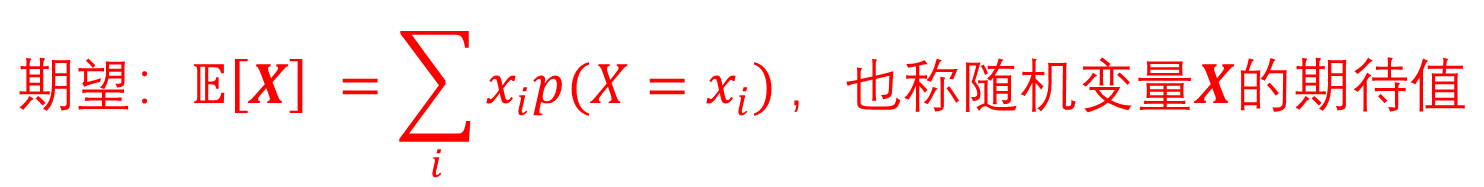 期望：𝔼[𝑿] = ∑ᵢ 𝑥ᵢ𝑝(𝑋 = 𝑥ᵢ)，也称随机变量𝑿的期待值